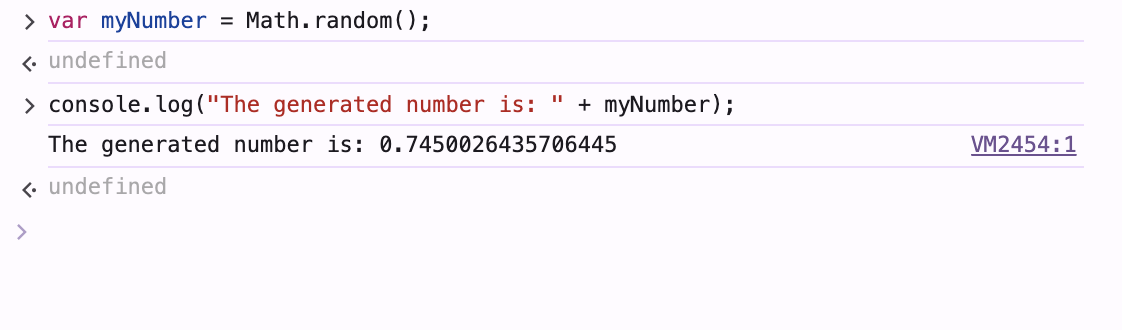 > var myNumber = Math.random();
undefined
> console.log("The generated number is: " + myNumber);
The generated number is: 0.7450026435706445 VM2454:1
undefined
>